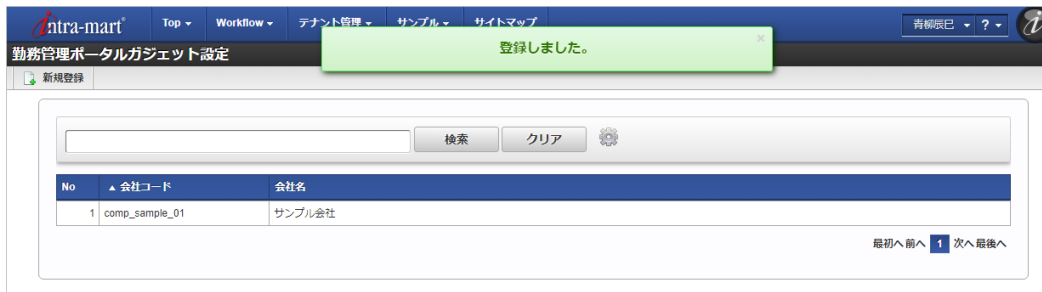 intra-mart Top Workflow テナント管理 サンプル サイトマップ 青柳辰巳 ?
登録しました。 ×
勤務管理ポータルガジェット設定
新規登録
検索 クリア
No ▲ 会社コード 会社名
1 comp_sample_01 サンプル会社
最初へ 前へ 1 次へ 最後へ